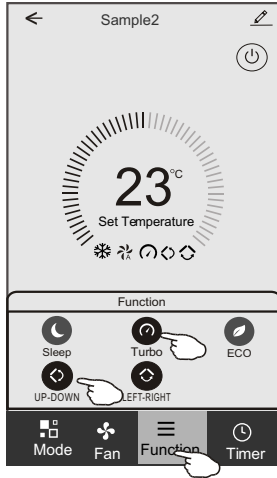 Sample2
23°C
Set Temperature
A
Function
Sleep Turbo ECO
UP-DOWN LEFT-RIGHT
Mode Fan Function Timer